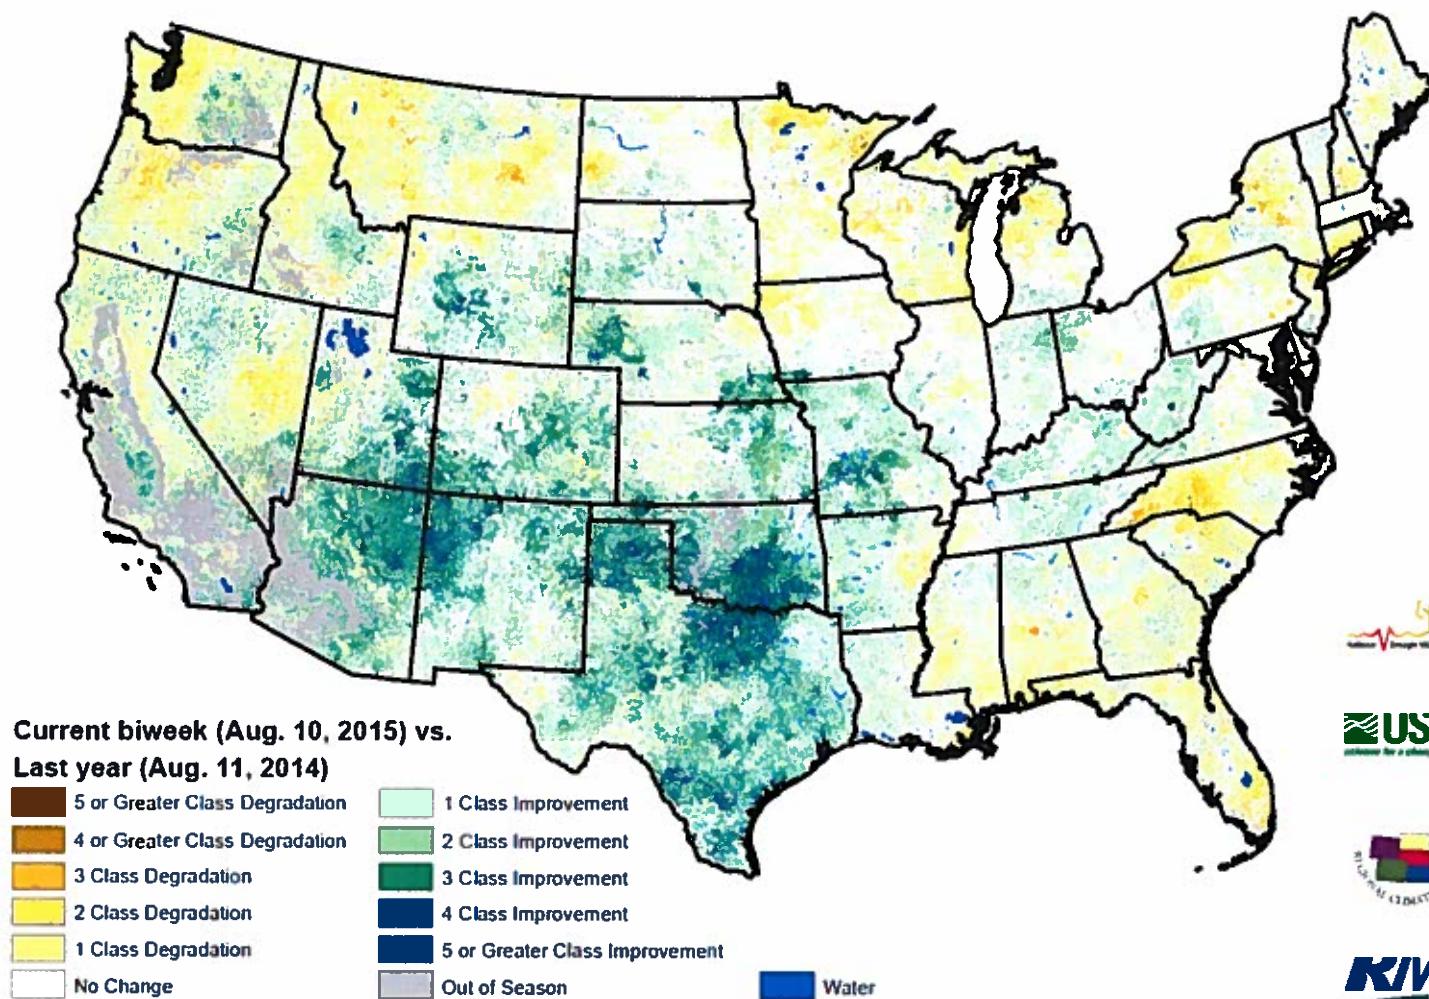 Current biweek (Aug. 10, 2015) vs.
Last year (Aug. 11, 2014)
5 or Greater Class Degradation
4 or Greater Class Degradation
3 Class Degradation
2 Class Degradation
1 Class Degradation
No Change
1 Class Improvement
2 Class Improvement
3 Class Improvement
4 Class Improvement
5 or Greater Class Improvement
Out of Season
Water
US